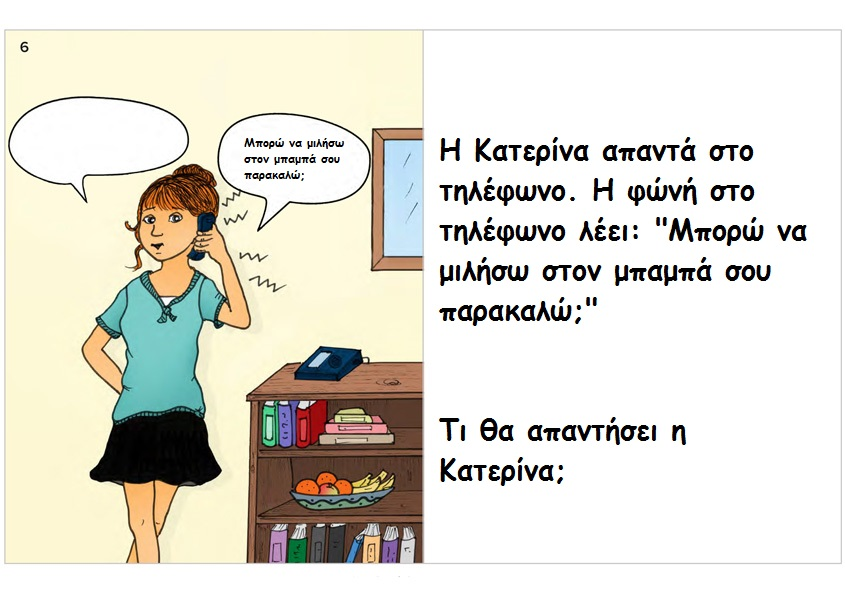 6
Μπορώ να μιλήσω
στον μπαμπά σου
παρακαλώ;
Η Κατερίνα απαντά στο
τηλέφωνο. Η φώνή στο
τηλέφωνο λέει: "Μπορώ να
μιλήσω στον μπαμπά σου
παρακαλώ;"
Τι θα απαντήσει η
Κατερίνα;